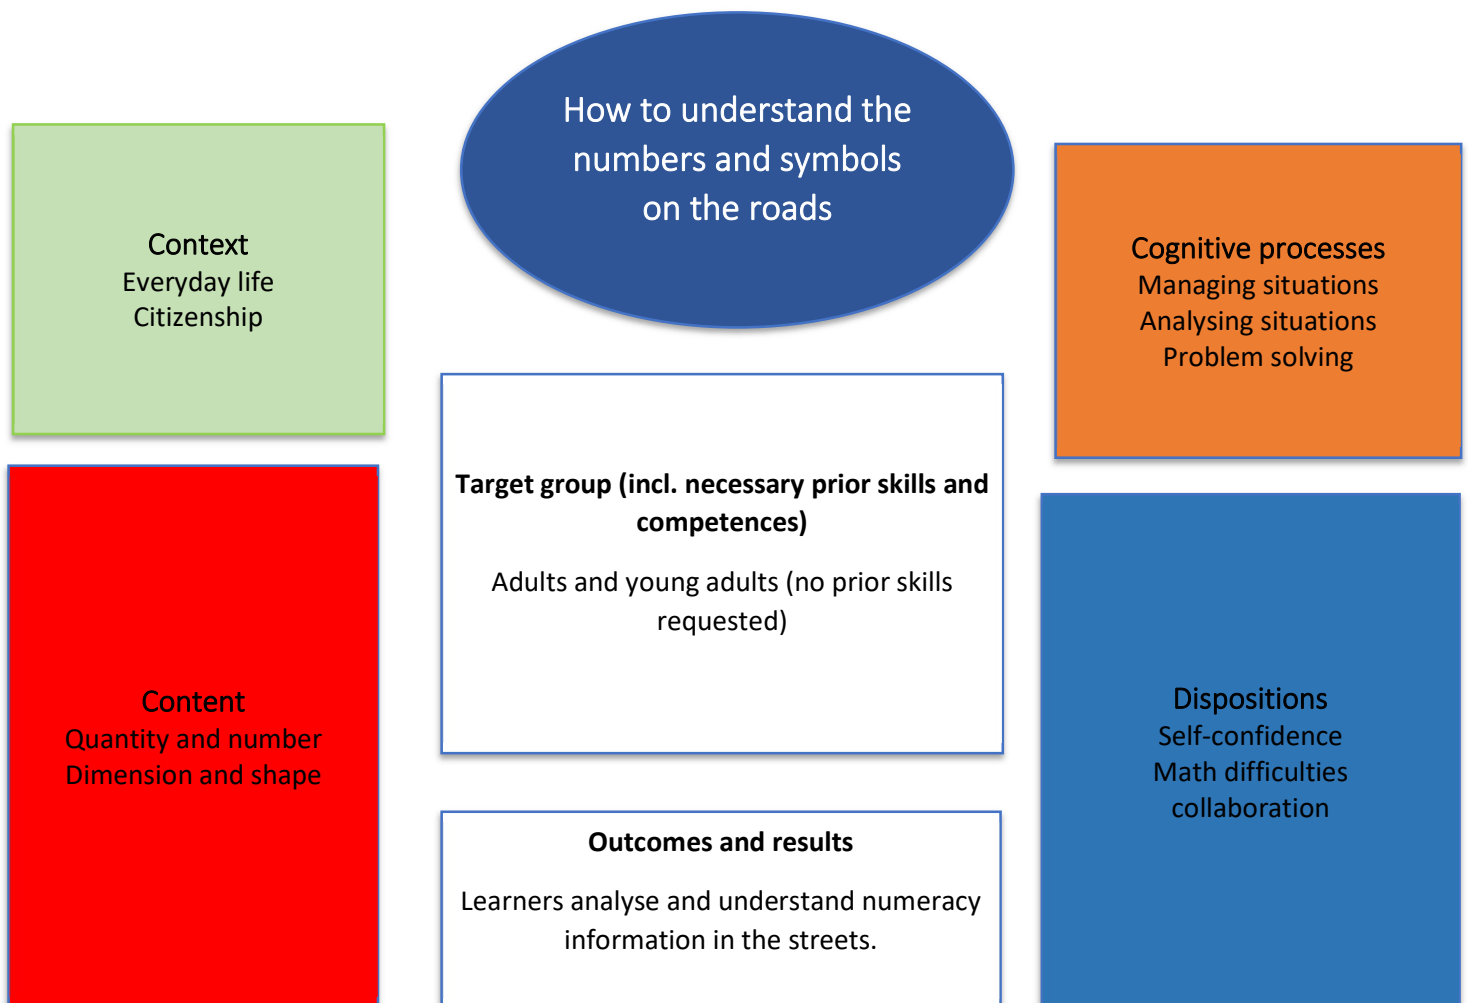 How to understand the
numbers and symbols
on the roads
Context
Everyday life
Citizenship
Cognitive processes
Managing situations
Analysing situations
Problem solving
Target group (incl. necessary prior skills and
competences)
Adults and young adults (no prior skills
requested)
Content
Quantity and number
Dimension and shape
Dispositions
Self-confidence
Math difficulties
collaboration
Outcomes and results
Learners analyse and understand numeracy
information in the streets.